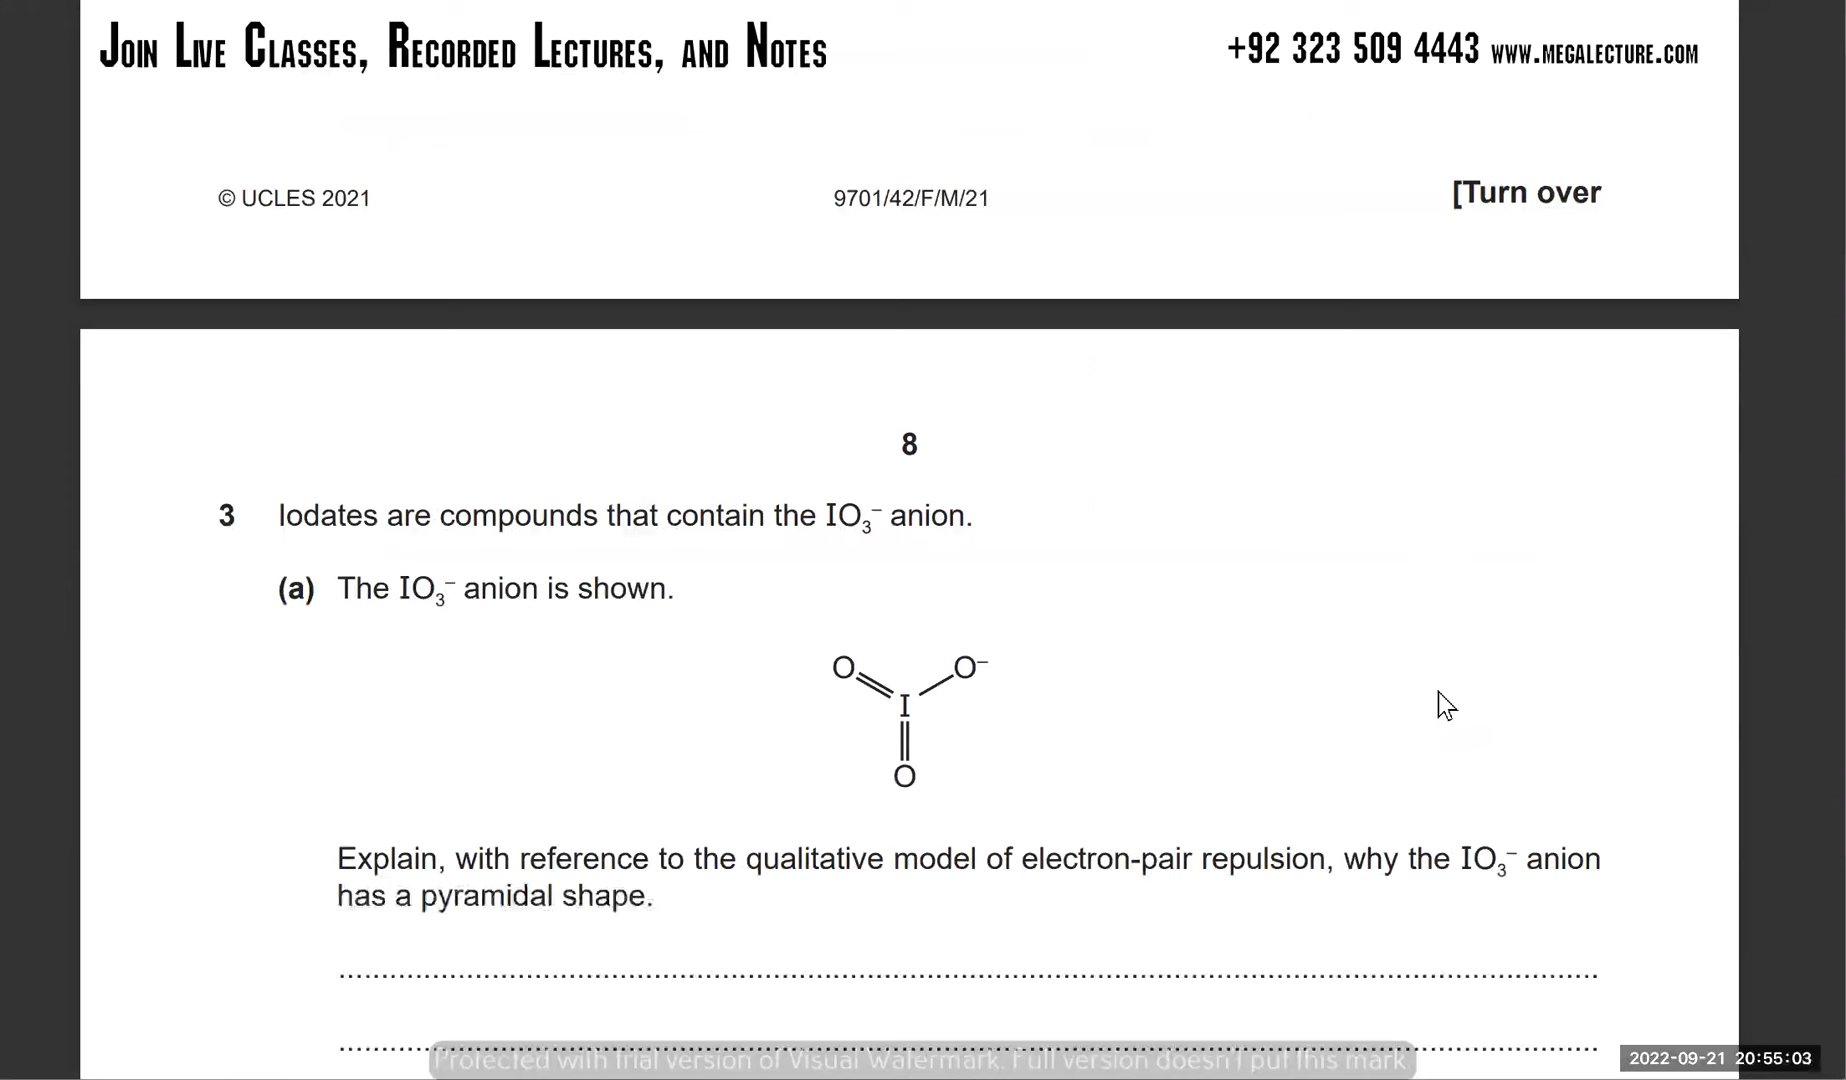 JOIN LIVE CLASSES, RECORDED LECTURES, AND NOTES
+92 323 509 4443 WWW.MEGALECTURE.COM
© UCLES 2021
9701/42/F/M/21
[Turn over
8
3 Iodates are compounds that contain the IO₃⁻ anion.
(a) The IO₃⁻ anion is shown.
O O⁻
I
O
Explain, with reference to the qualitative model of electron-pair repulsion, why the IO₃⁻ anion
has a pyramidal shape.
Protected with trial version of Visual Watermark. Full version doesn't put this mark
2022-09-21 20:55:03